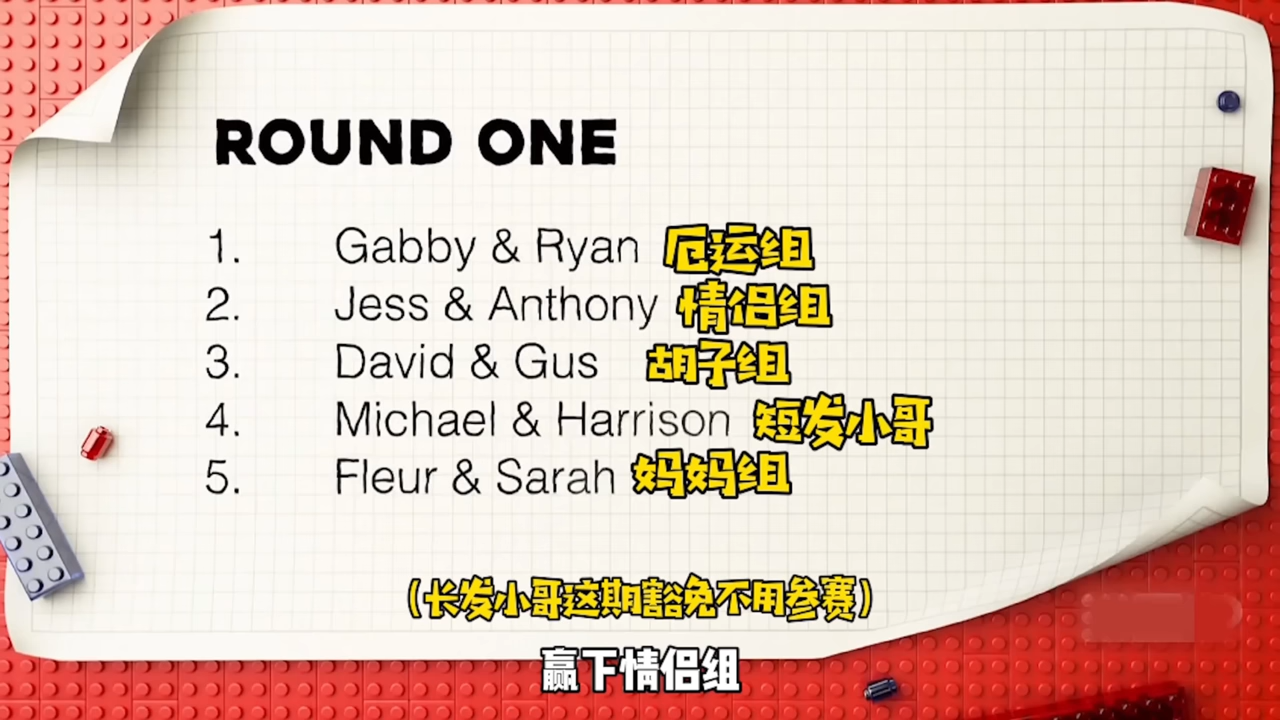 ROUND ONE
1. Gabby & Ryan 厄运组
2. Jess & Anthony 情侣组
3. David & Gus 胡子组
4. Michael & Harrison 短发小哥
5. Fleur & Sarah 妈妈组
（长发小哥这期豁免不用参赛）
赢下情侣组